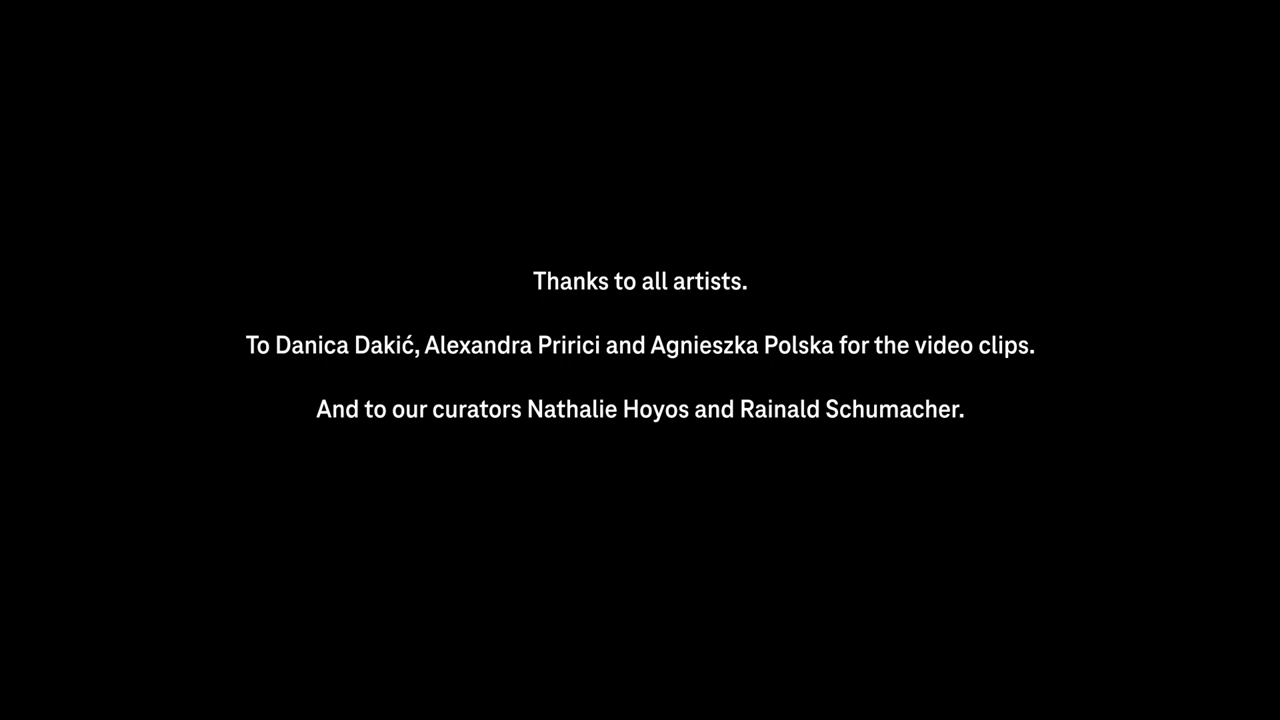 Thanks to all artists.
To Danica Dakić, Alexandra Pririci and Agnieszka Polska for the video clips.
And to our curators Nathalie Hoyos and Rainald Schumacher.